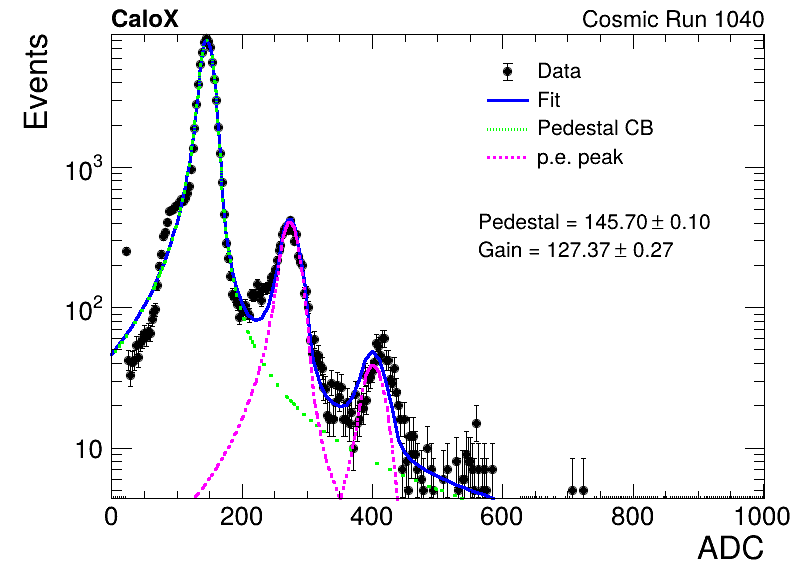 CaloX Cosmic Run 1040
Events
Data
Fit
Pedestal CB
p.e. peak
Pedestal = 145.70 ± 0.10
Gain = 127.37 ± 0.27
10³
10²
10
0 200 400 600 800 1000
ADC